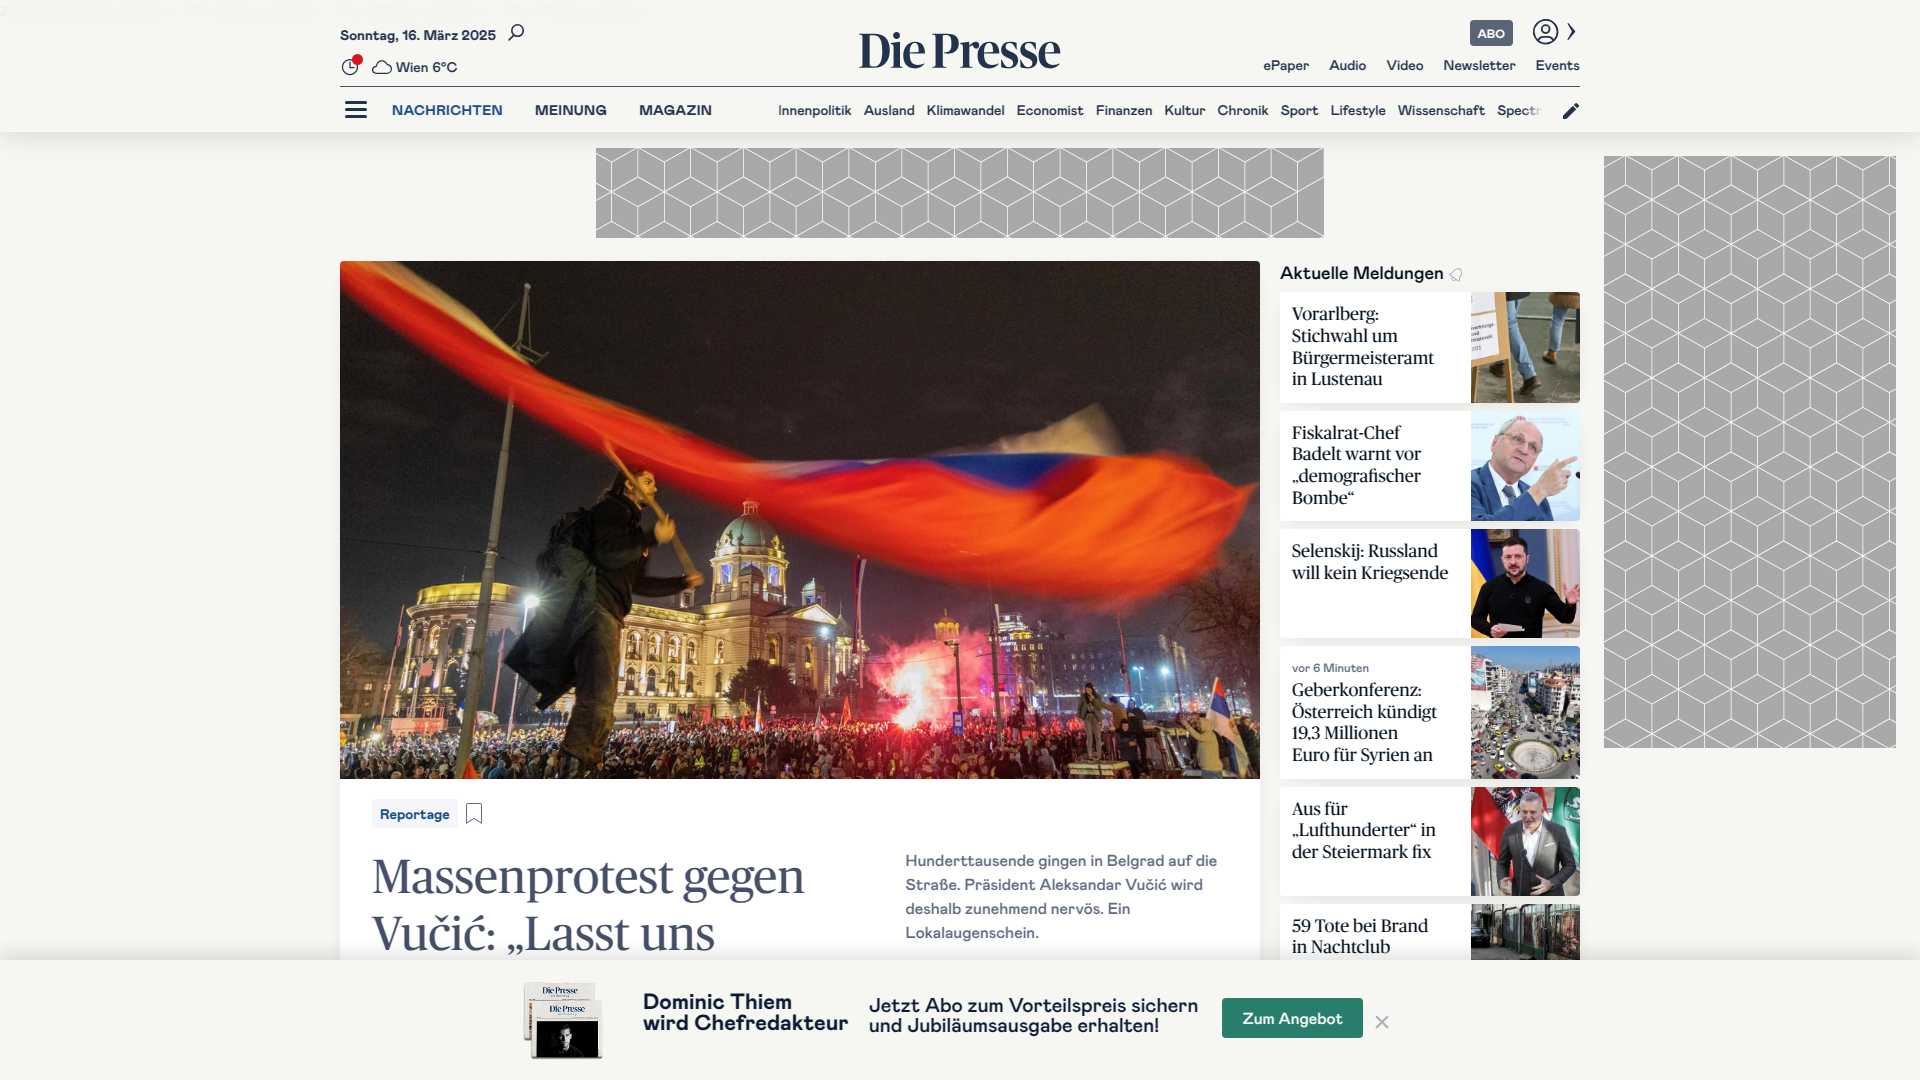 Sonntag, 16. März 2025
Wien 6°C
Die Presse
ABO
ePaper Audio Video Newsletter Events
NACHRICHTEN MEINUNG MAGAZIN
Innenpolitik Ausland Klimawandel Economist Finanzen Kultur Chronik Sport Lifestyle Wissenschaft Spectr
Reportage
Massenprotest gegen
Vučić: „Lasst uns
Hunderttausende gingen in Belgrad auf die
Straße. Präsident Aleksandar Vučić wird
deshalb zunehmend nervös. Ein
Lokalaugenschein.
Aktuelle Meldungen
Vorarlberg:
Stichwahl um
Bürgermeisteramt
in Lustenau
Fiskalrat-Chef
Badelt warnt vor
„demografischer
Bombe“
Selenskij: Russland
will kein Kriegsende
vor 6 Minuten
Geberkonferenz:
Österreich kündigt
19,3 Millionen
Euro für Syrien an
Aus für
„Lufthunderter“ in
der Steiermark fix
59 Tote bei Brand
in Nachtclub
Die Presse
Die Presse
Dominic Thiem
wird Chefredakteur
Jetzt Abo zum Vorteilspreis sichern
und Jubiläumsausgabe erhalten!
Zum Angebot